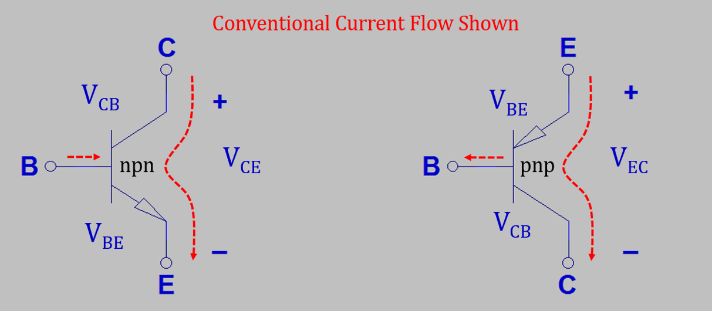 Conventional Current Flow Shown
C
E
V_CB
+
V_BE
+
B
npn
V_CE
B
pnp
V_EC
V_BE
V_CB
−
−
E
C